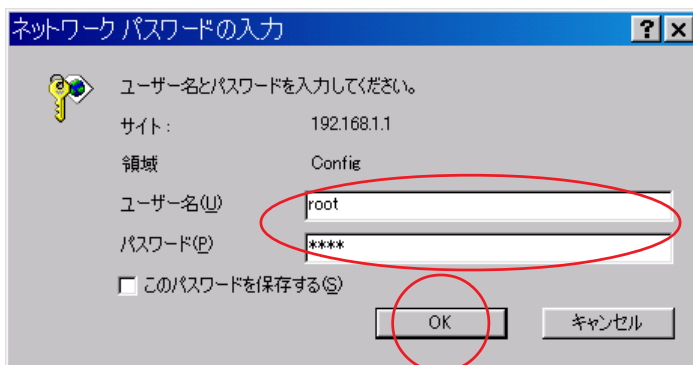 ネットワーク パスワードの入力
ユーザー名とパスワードを入力してください。
サイト： 192.168.1.1
領域 Config
ユーザー名(U) root
パスワード(P) ****
このパスワードを保存する(S)
OK キャンセル